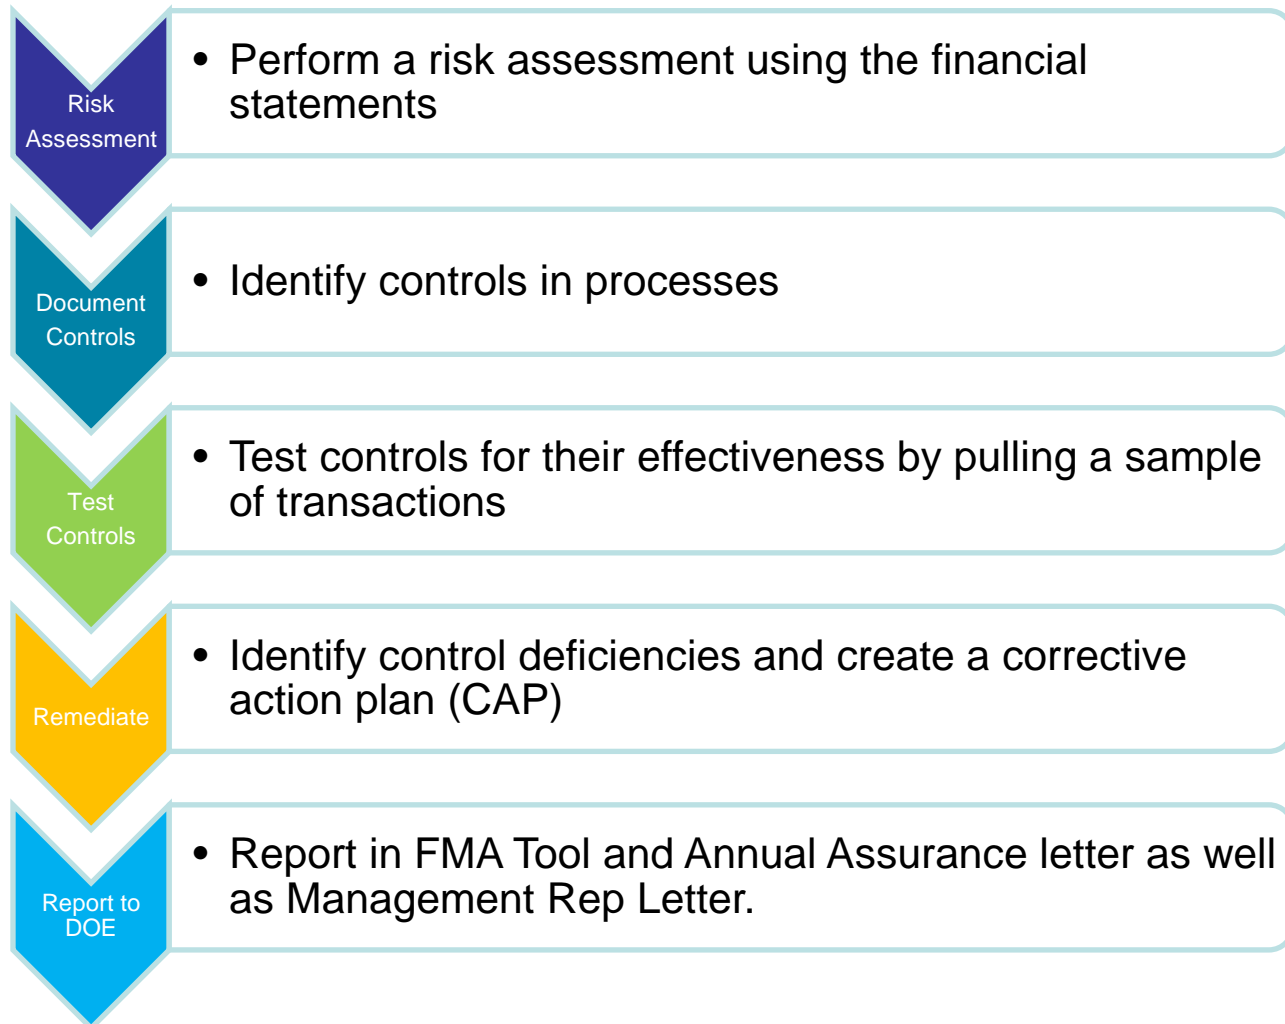 Risk
Assessment
• Perform a risk assessment using the financial
statements
Document
Controls
• Identify controls in processes
Test
Controls
• Test controls for their effectiveness by pulling a sample
of transactions
Remediate
• Identify control deficiencies and create a corrective
action plan (CAP)
Report to
DOE
• Report in FMA Tool and Annual Assurance letter as well
as Management Rep Letter.